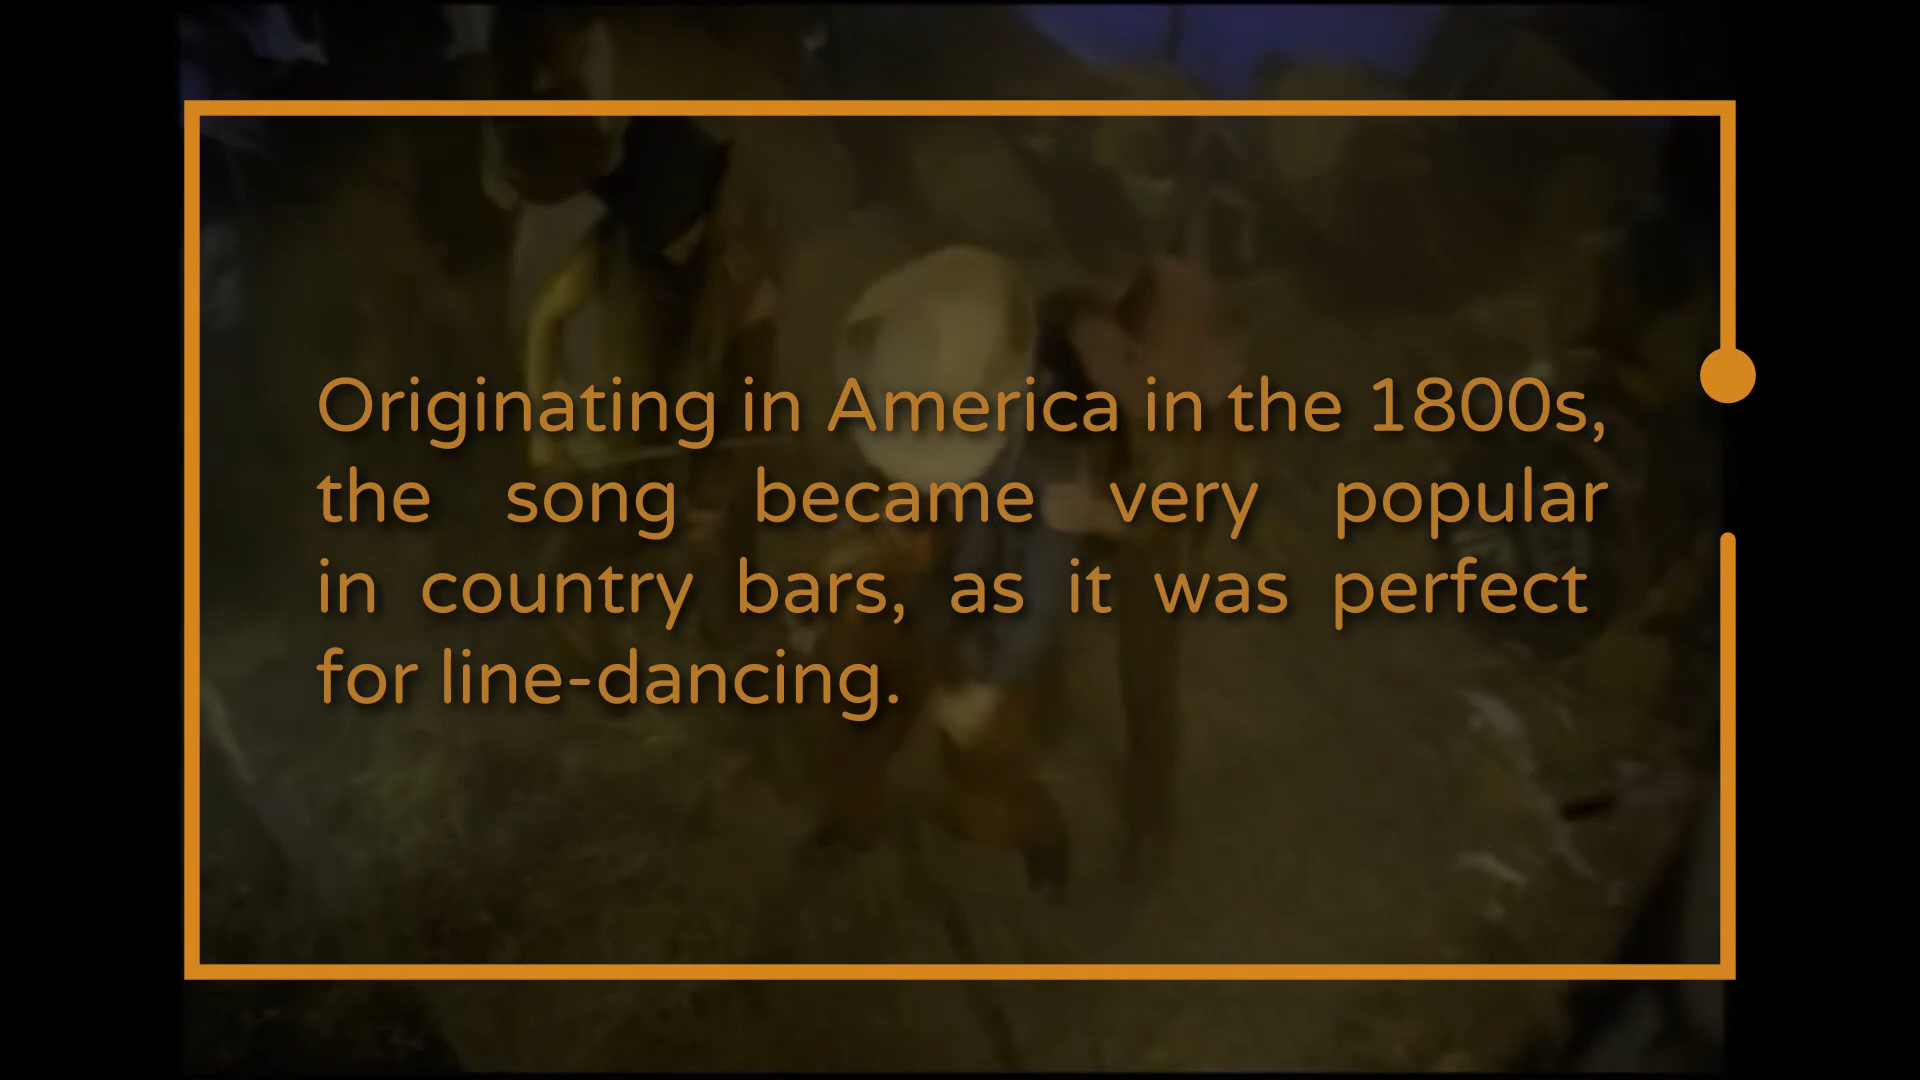 Originating in America in the 1800s,
the song became very popular
in country bars, as it was perfect
for line-dancing.